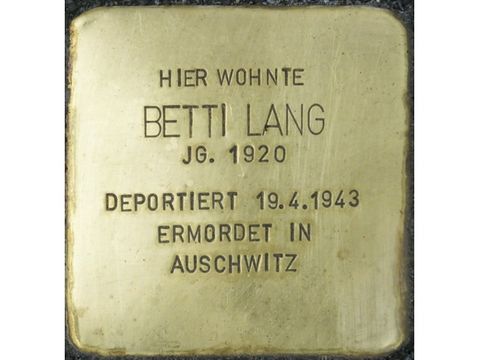 HIER WOHNTE
BETTI LANG
JG. 1920
DEPORTIERT 19.4.1943
ERMORDET IN
AUSCHWITZ